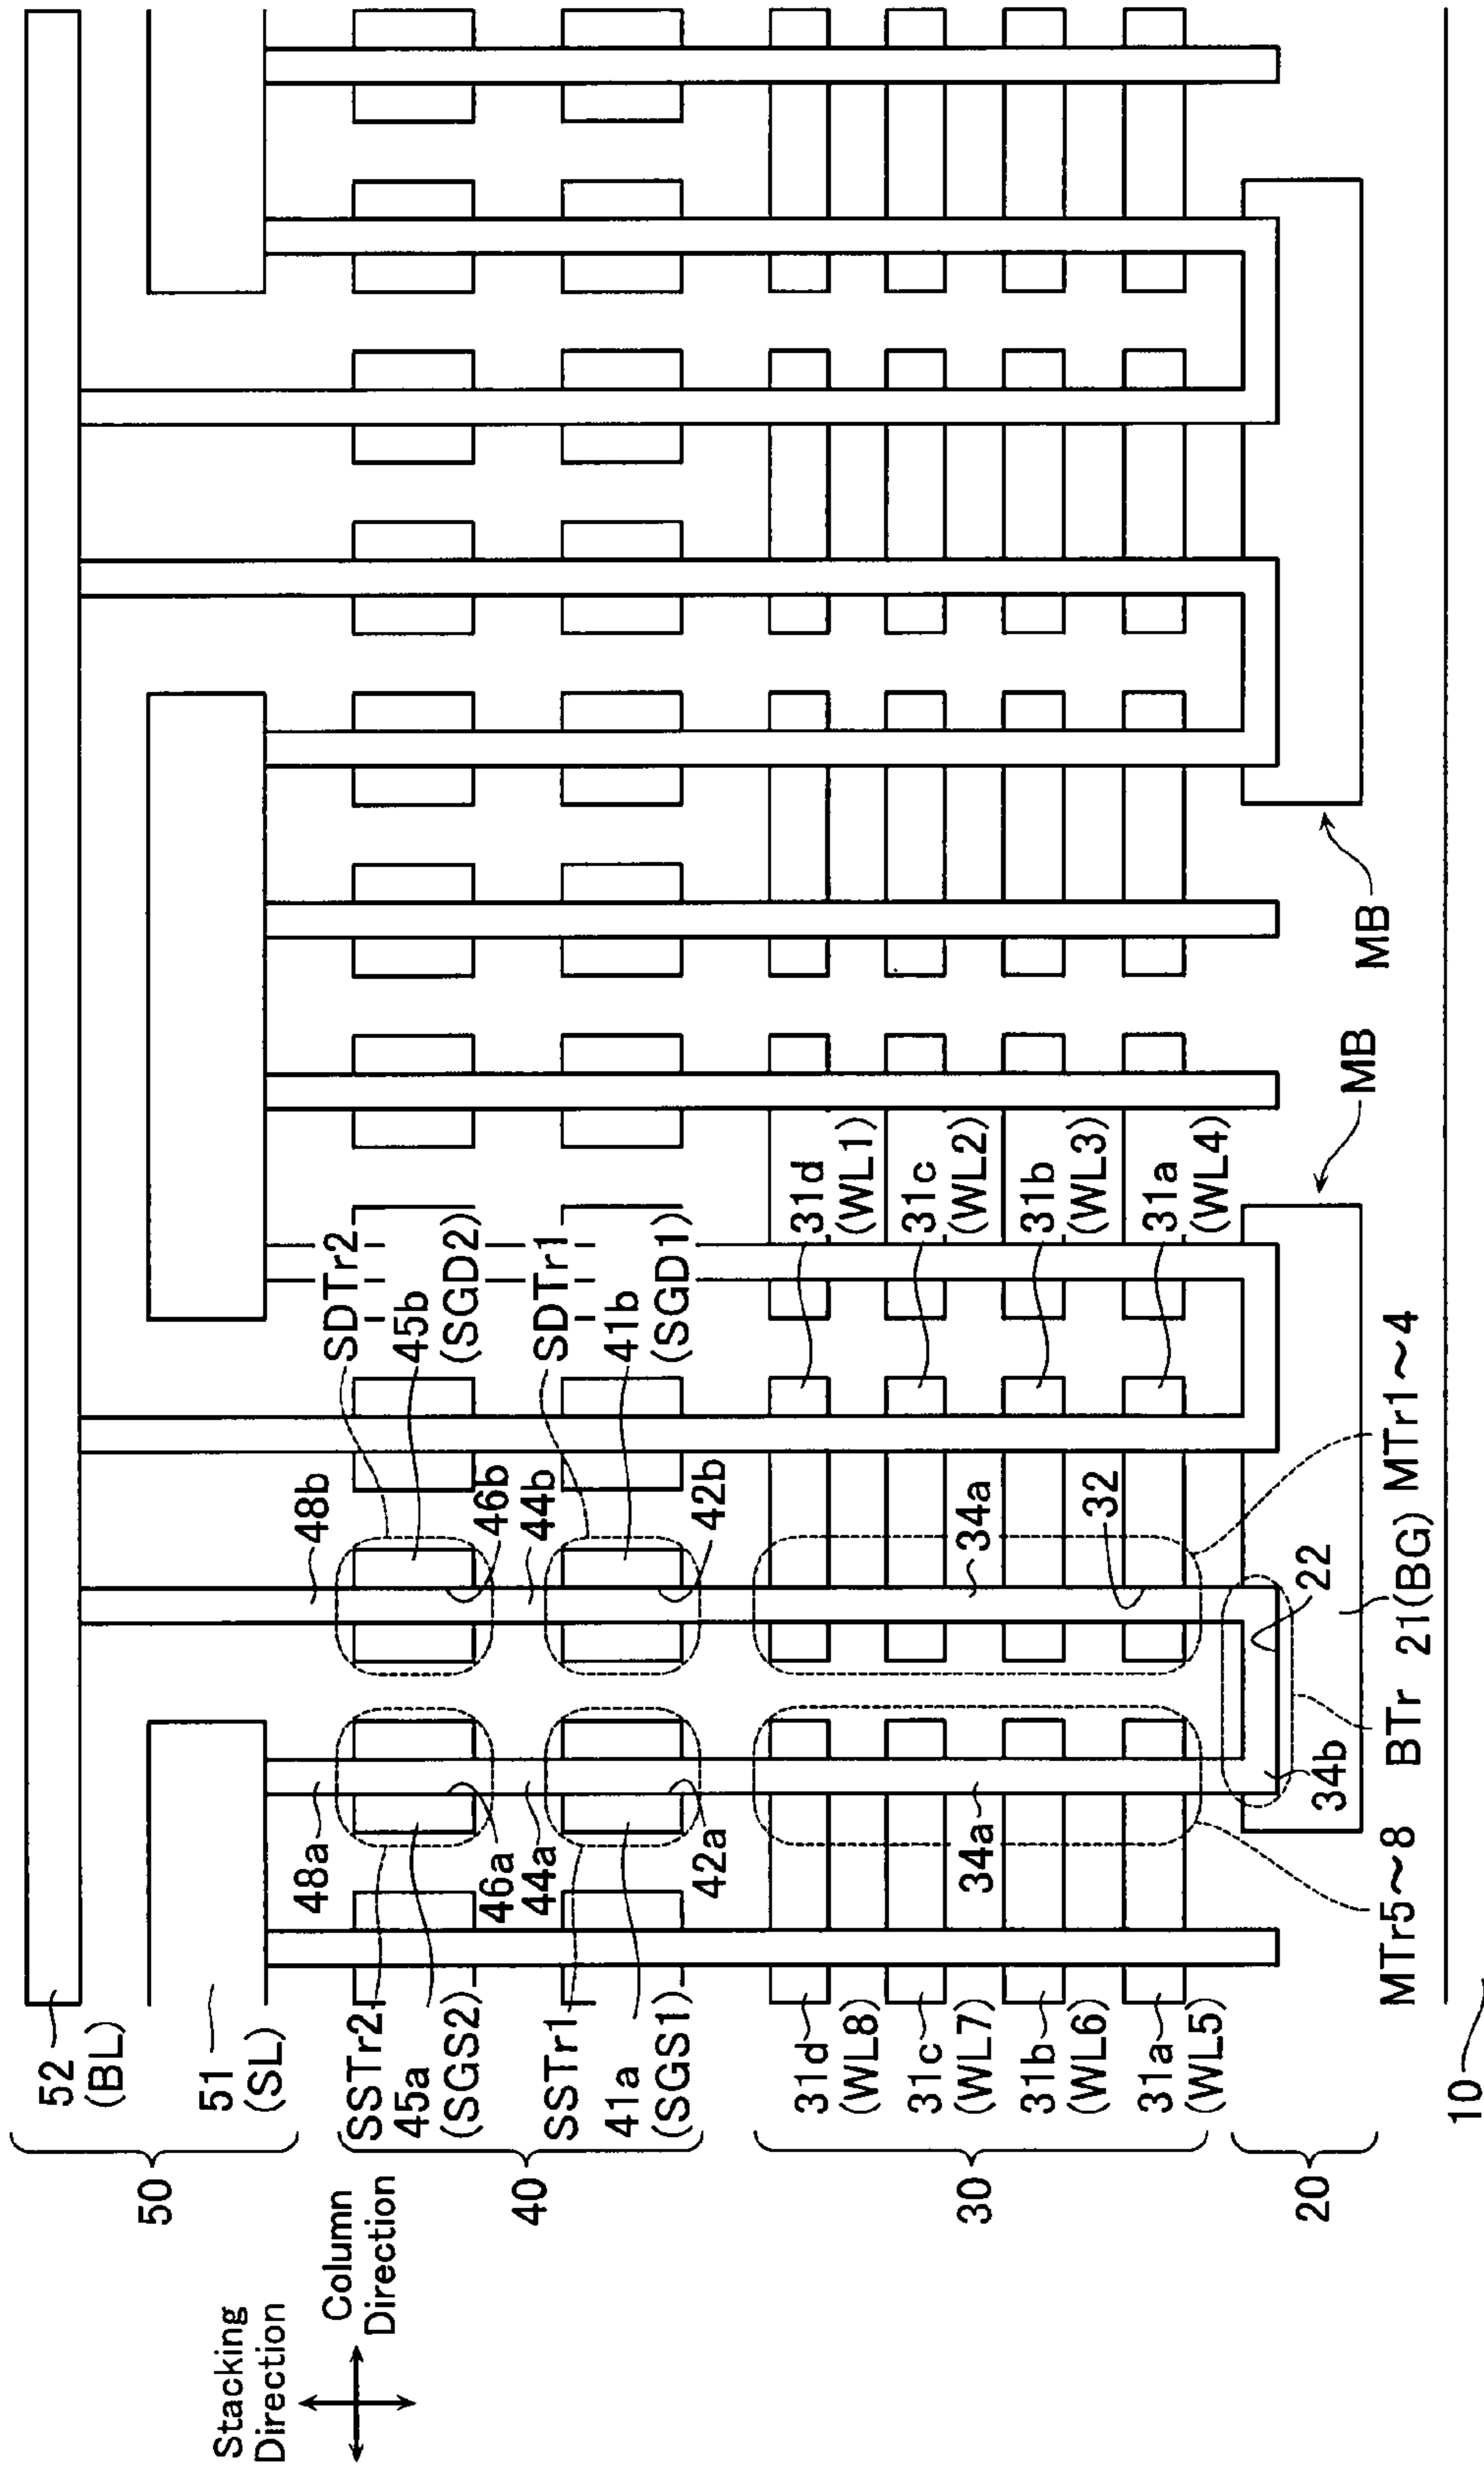 Stacking
Direction
Column
Direction
50
52
(BL)
51
(SL)
40
SSTr2
45a
(SGS2)
SSTr1
41a
(SGS1)
30
31d
(WL8)
31c
(WL7)
31b
(WL6)
31a
(WL5)
20
10
48a
46a
44a
42a
34a
MTr5~8
48b
46b
44b
42b
34a
32
34b
BTr
21(BG)
22
MTr1~4
SDTr2
45b
(SGD2)
SDTr1
41b
(SGD1)
31d
(WL1)
31c
(WL2)
31b
(WL3)
31a
(WL4)
MB
MB